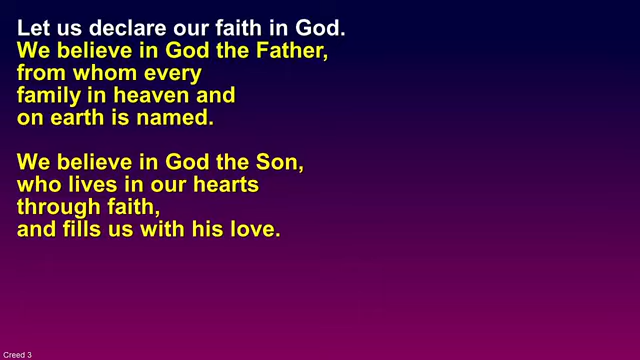 Let us declare our faith in God.
We believe in God the Father,
from whom every
family in heaven and
on earth is named.
We believe in God the Son,
who lives in our hearts
through faith,
and fills us with his love.
Creed 3